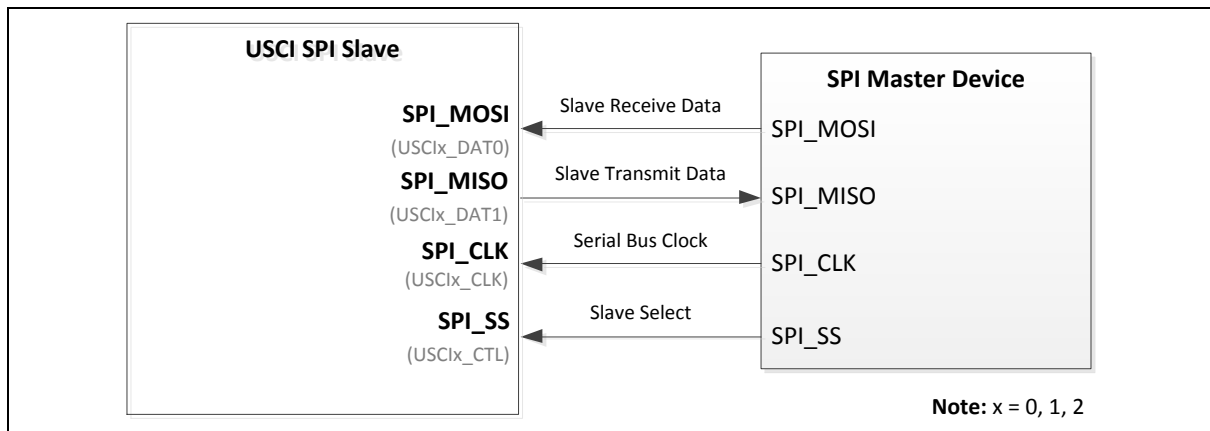 USCI SPI Slave
SPI_MOSI
(USCIx_DAT0)
SPI_MISO
(USCIx_DAT1)
SPI_CLK
(USCIx_CLK)
SPI_SS
(USCIx_CTL)
Slave Receive Data
Slave Transmit Data
Serial Bus Clock
Slave Select
SPI Master Device
SPI_MOSI
SPI_MISO
SPI_CLK
SPI_SS
Note: x = 0, 1, 2